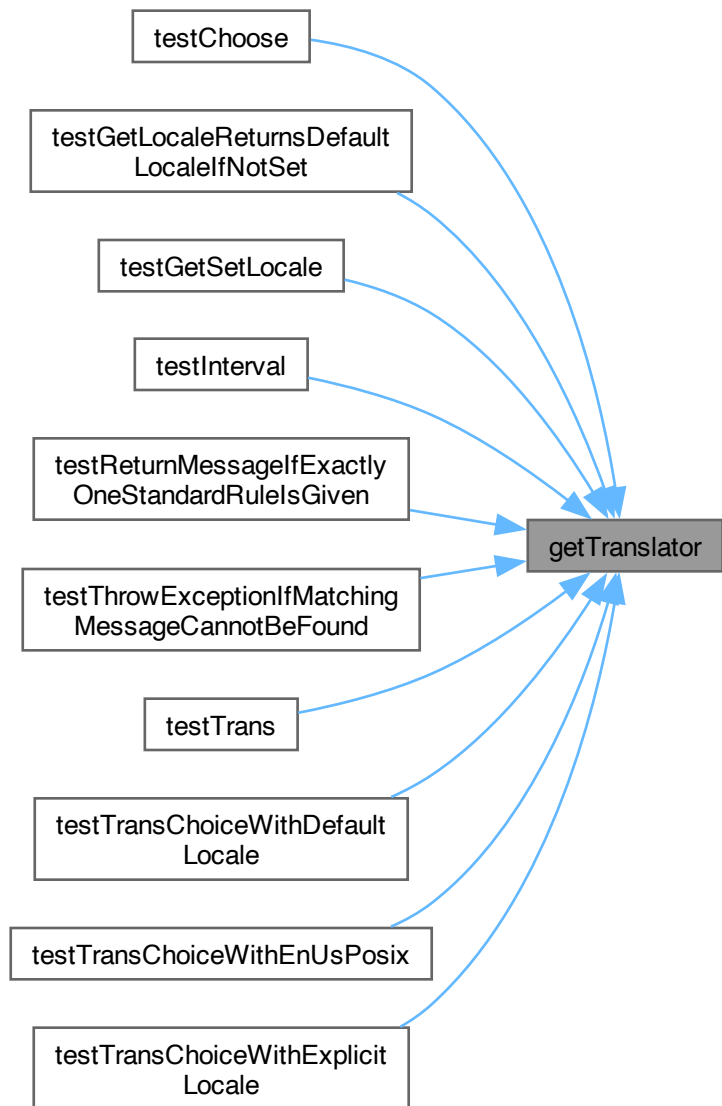 testChoose
testGetLocaleReturnsDefault
LocaleIfNotSet
testGetSetLocale
testInterval
testReturnMessageIfExactly
OneStandardRuleIsGiven
getTranslator
testThrowExceptionIfMatching
MessageCannotBeFound
testTrans
testTransChoiceWithDefault
Locale
testTransChoiceWithEnUsPosix
testTransChoiceWithExplicit
Locale